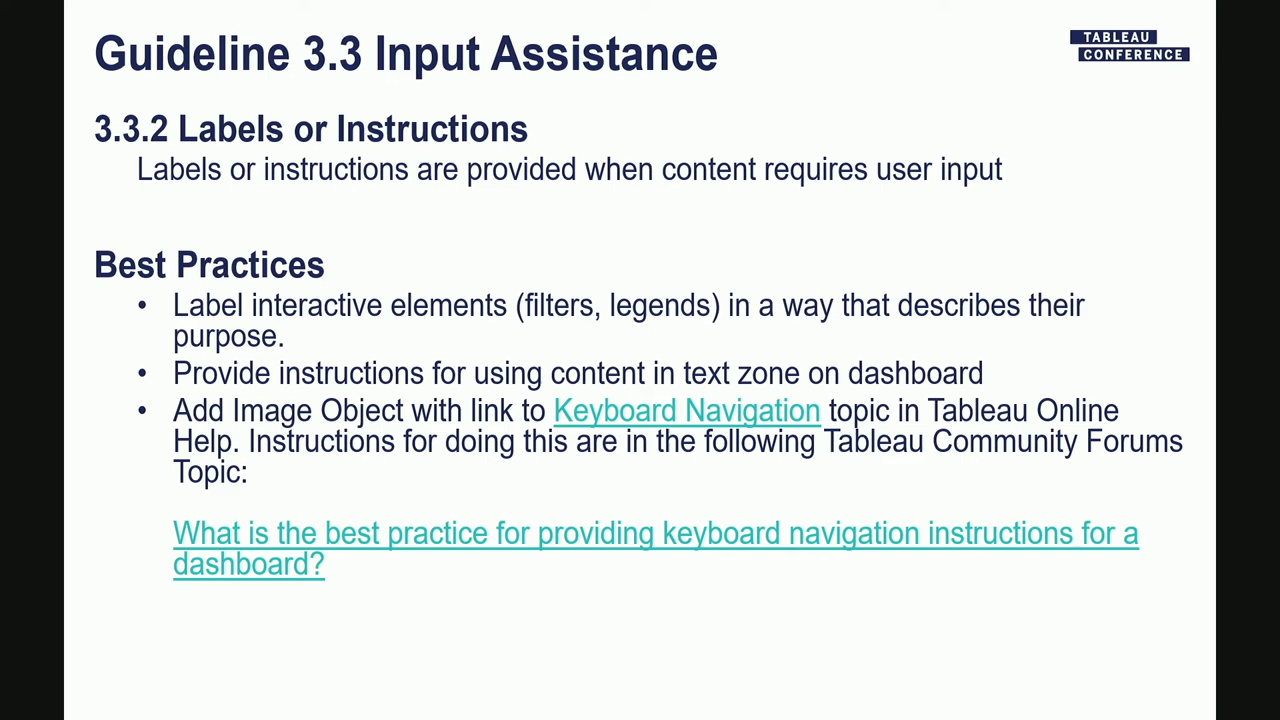 Guideline 3.3 Input Assistance
TABLEAU
CONFERENCE
3.3.2 Labels or Instructions
Labels or instructions are provided when content requires user input
Best Practices
• Label interactive elements (filters, legends) in a way that describes their
purpose.
• Provide instructions for using content in text zone on dashboard
• Add Image Object with link to Keyboard Navigation topic in Tableau Online
Help. Instructions for doing this are in the following Tableau Community Forums
Topic:
What is the best practice for providing keyboard navigation instructions for a
dashboard?